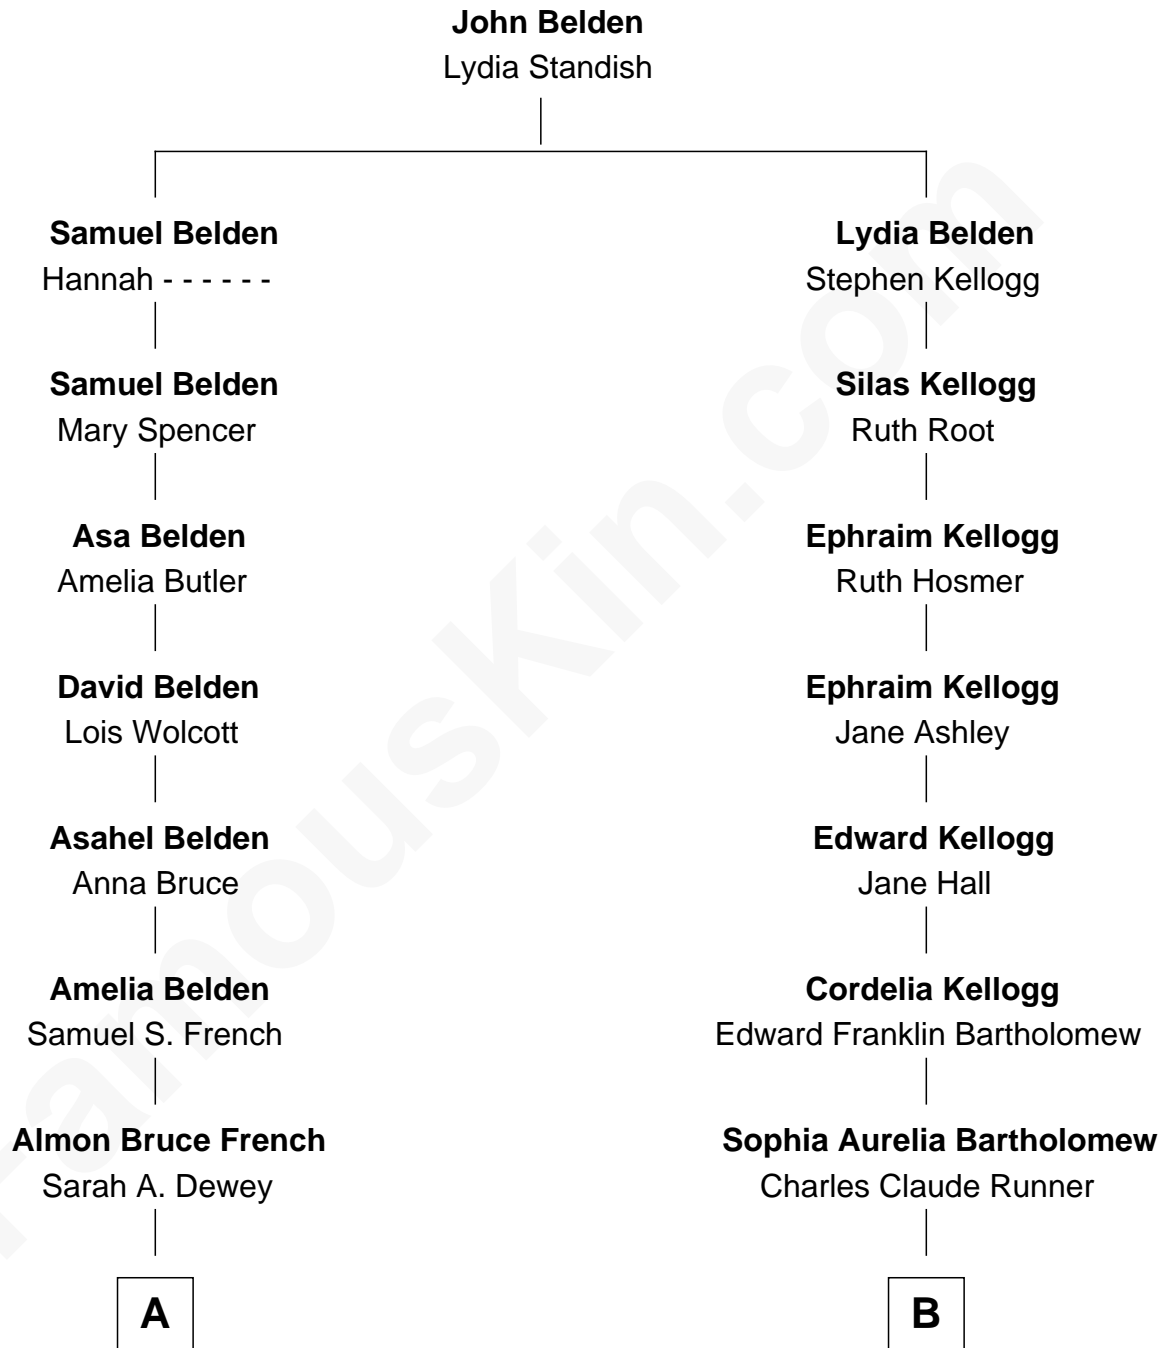 John Belden
Lydia Standish
Samuel Belden
Hannah - - - - - -
Samuel Belden
Mary Spencer
Asa Belden
Amelia Butler
David Belden
Lois Wolcott
Asahel Belden
Anna Bruce
Amelia Belden
Samuel S. French
Almon Bruce French
Sarah A. Dewey
A
Lydia Belden
Stephen Kellogg
Silas Kellogg
Ruth Root
Ephraim Kellogg
Ruth Hosmer
Ephraim Kellogg
Jane Ashley
Edward Kellogg
Jane Hall
Cordelia Kellogg
Edward Franklin Bartholomew
Sophia Aurelia Bartholomew
Charles Claude Runner
B
FamousKin.com